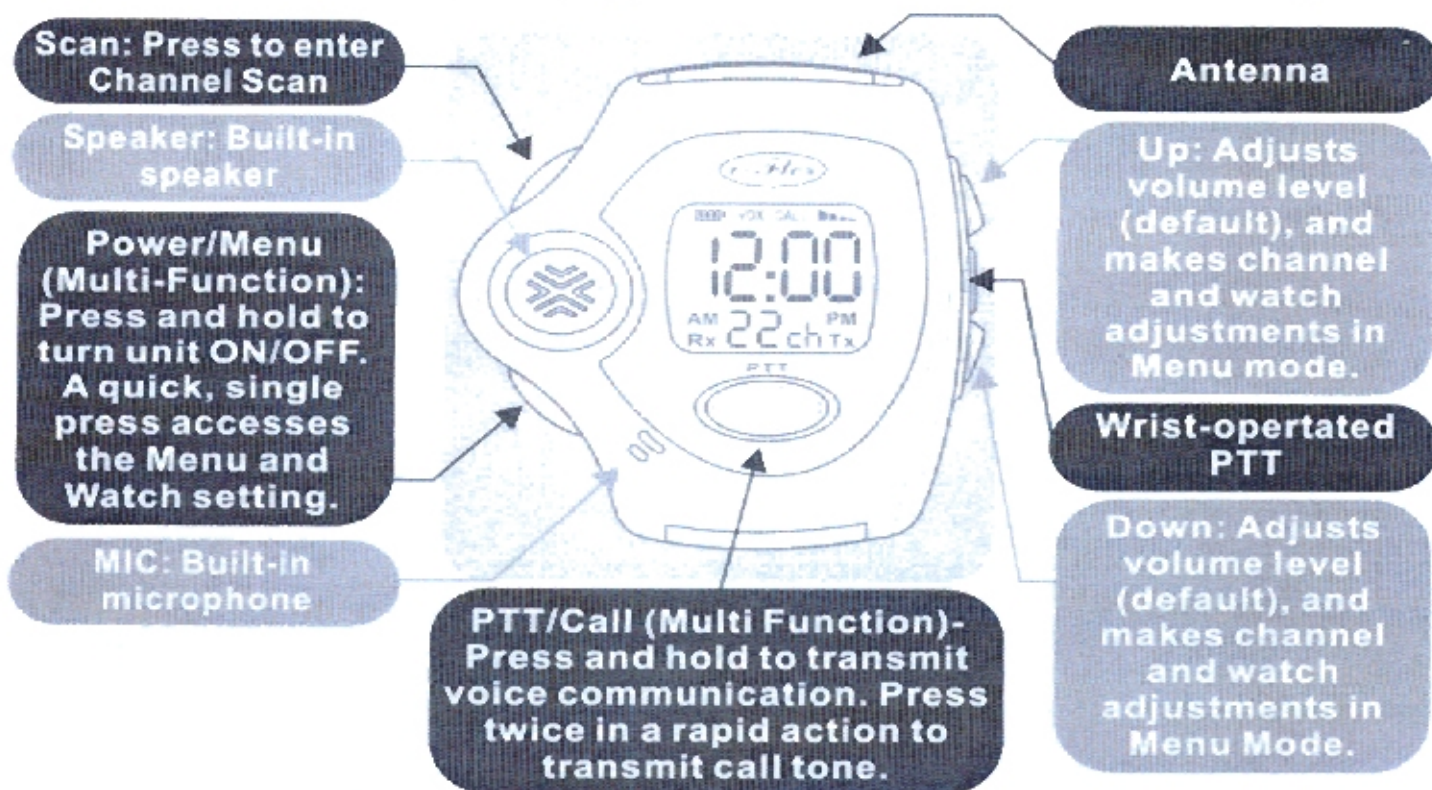 Scan: Press to enter
Channel Scan
Speaker: Built-in
speaker
Power/Menu
(Multi-Function):
Press and hold to
turn unit ON/OFF.
A quick, single
press accesses
the Menu and
Watch setting.
MIC: Built-in
microphone
VOX CALL
12:00
AM PM
Rx 22ch Tx
PTT
PTT/Call (Multi Function)-
Press and hold to transmit
voice communication. Press
twice in a rapid action to
transmit call tone.
Antenna
Up: Adjusts
volume level
(default), and
makes channel
and watch
adjustments in
Menu mode.
Wrist-opertated
PTT
Down: Adjusts
volume level
(default), and
makes channel
and watch
adjustments in
Menu Mode.